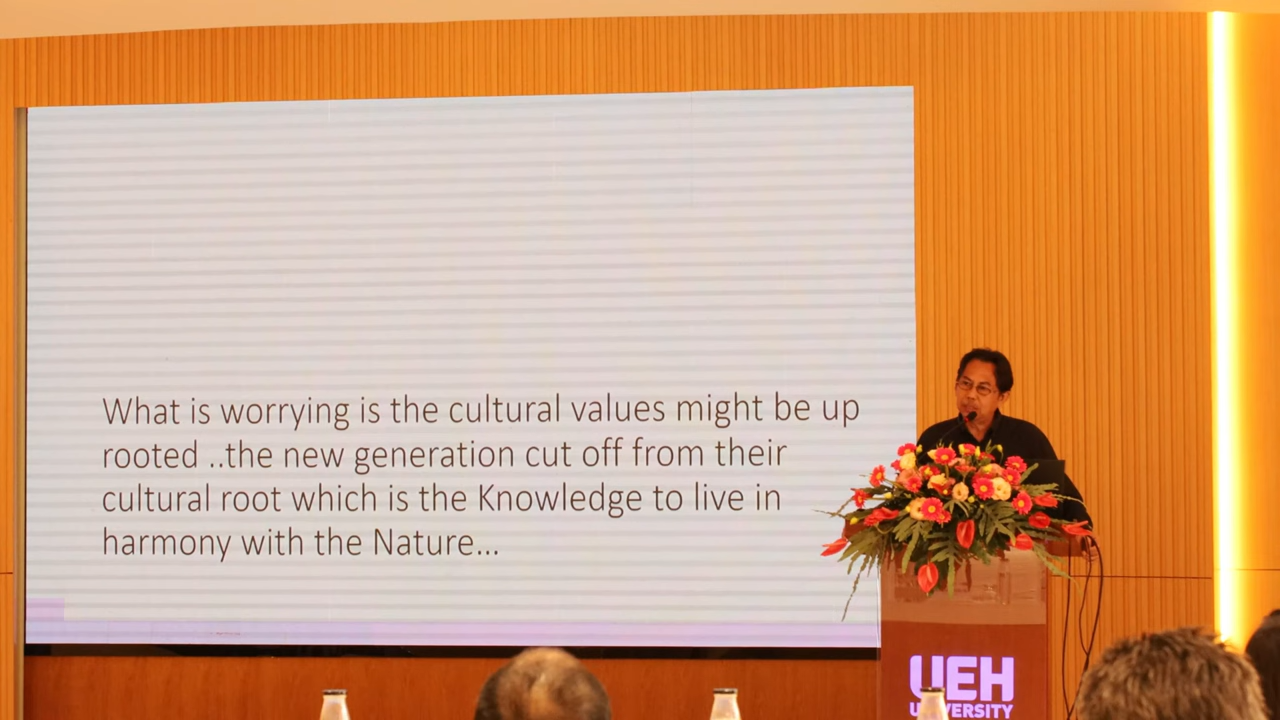 What is worrying is the cultural values might be up
rooted ..the new generation cut off from their
cultural root which is the Knowledge to live in
harmony with the Nature...
UEH
UNIVERSITY